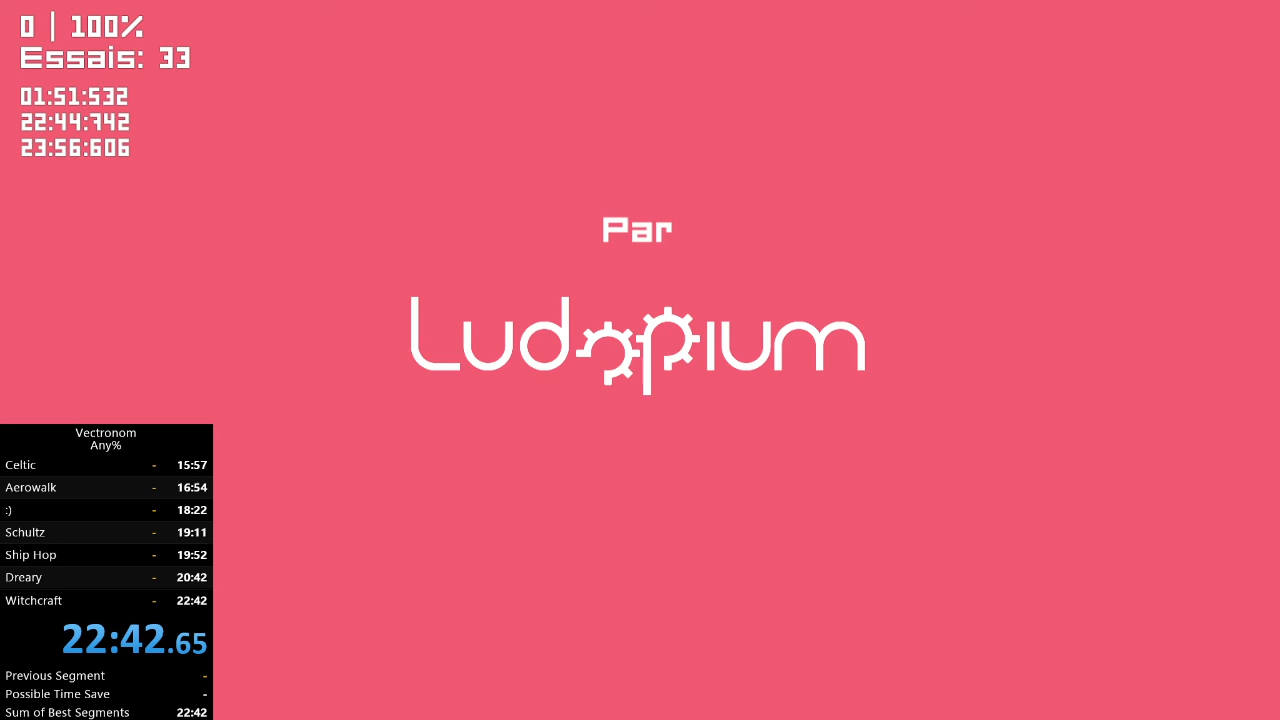 0 | 100%
Essais: 33
01:51:532
22:44:742
23:56:606
Par
Ludopium
Vectronom
Any%
Celtic - 15:57
Aerowalk - 16:54
:) - 18:22
Schultz - 19:11
Ship Hop - 19:52
Dreary - 20:42
Witchcraft - 22:42
22:42.65
Previous Segment -
Possible Time Save -
Sum of Best Segments 22:42